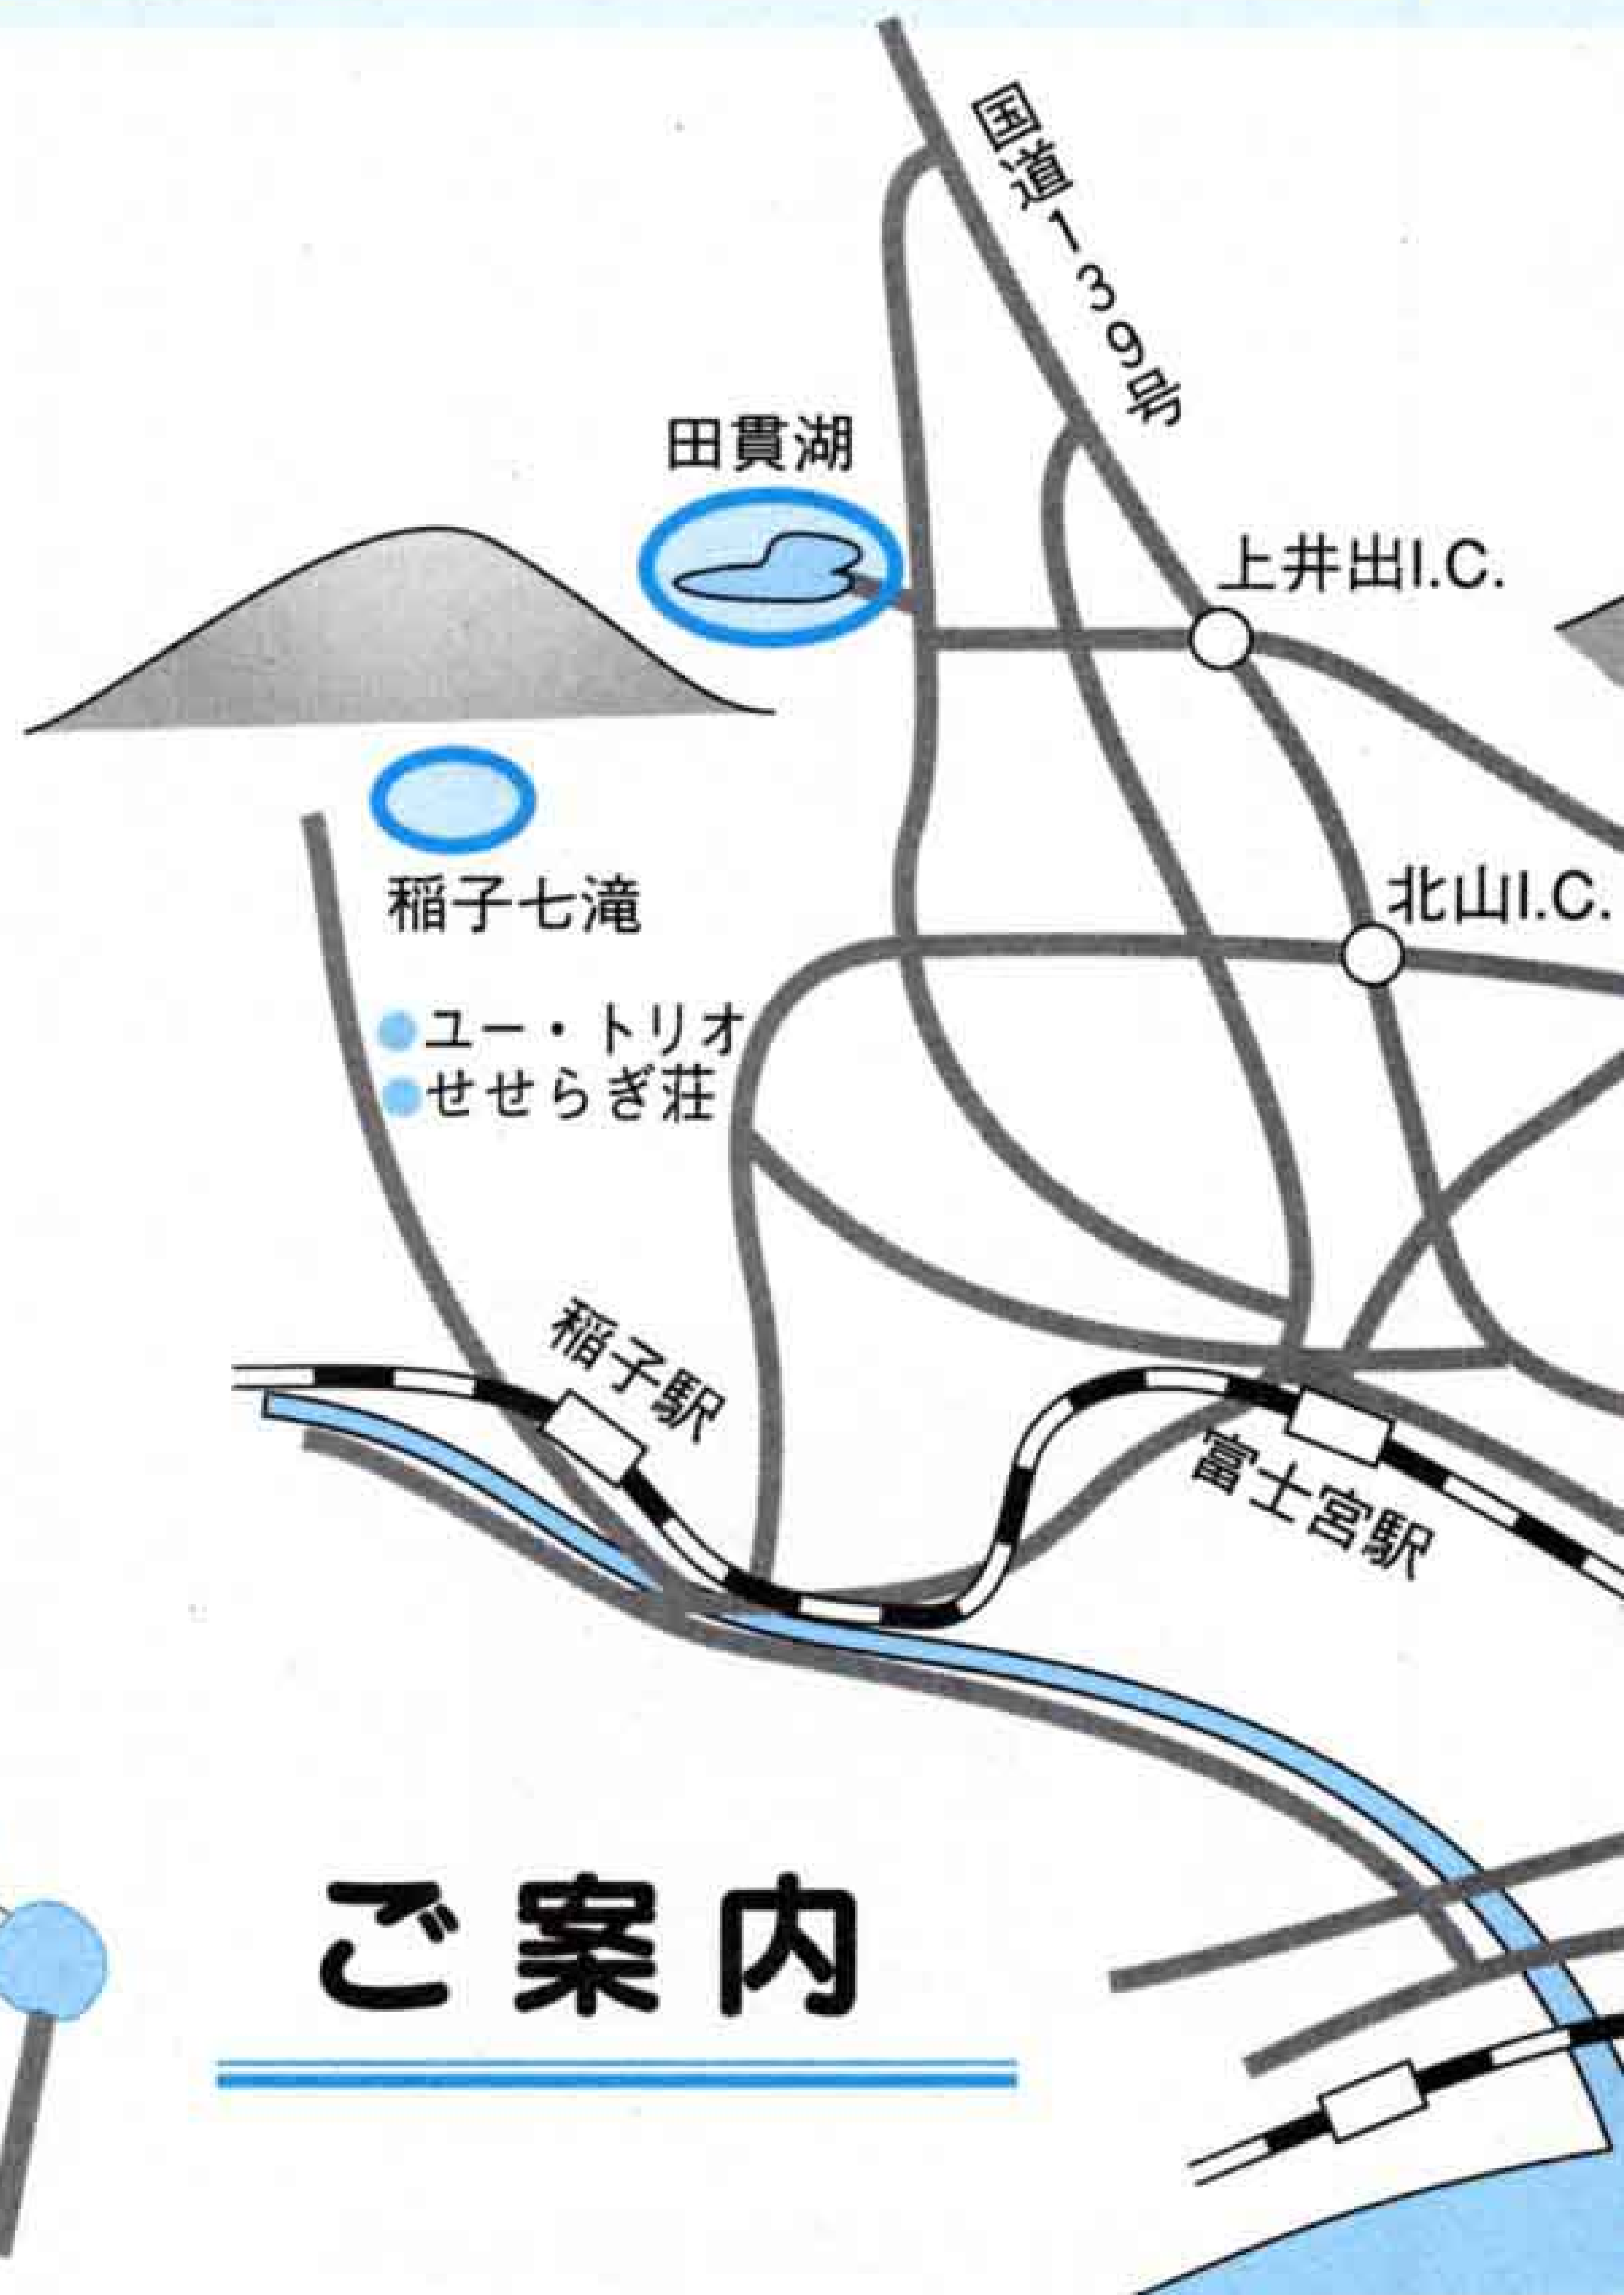 国道139号
田貫湖
上井出I.C.
北山I.C.
稲子七滝
ユー・トリオ
せせらぎ荘
稲子駅
富士宮駅
ご案内